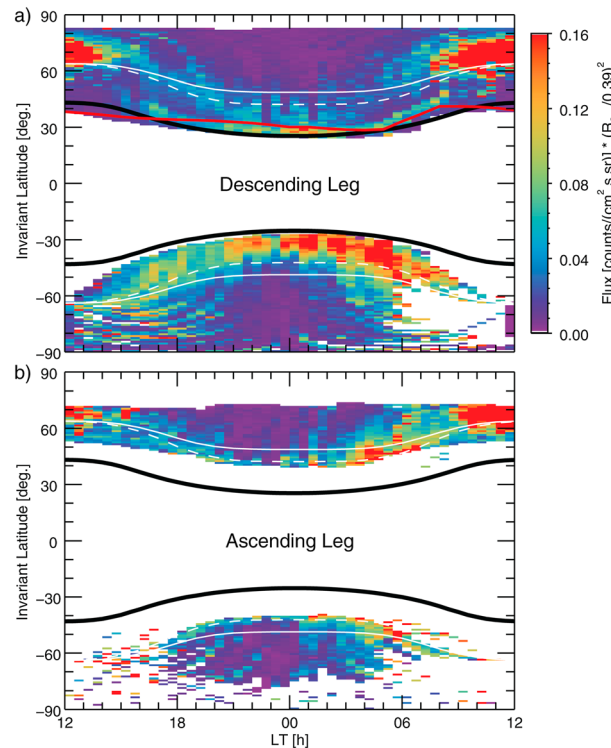 a)
90
60
30
0
−30
−60
−90
Invariant Latitude [deg.]
Descending Leg
0.16
0.12
0.08
0.04
0.00
b)
90
60
30
0
−30
−60
−90
Invariant Latitude [deg.]
Ascending Leg
12 18 00 06 12
LT [h]